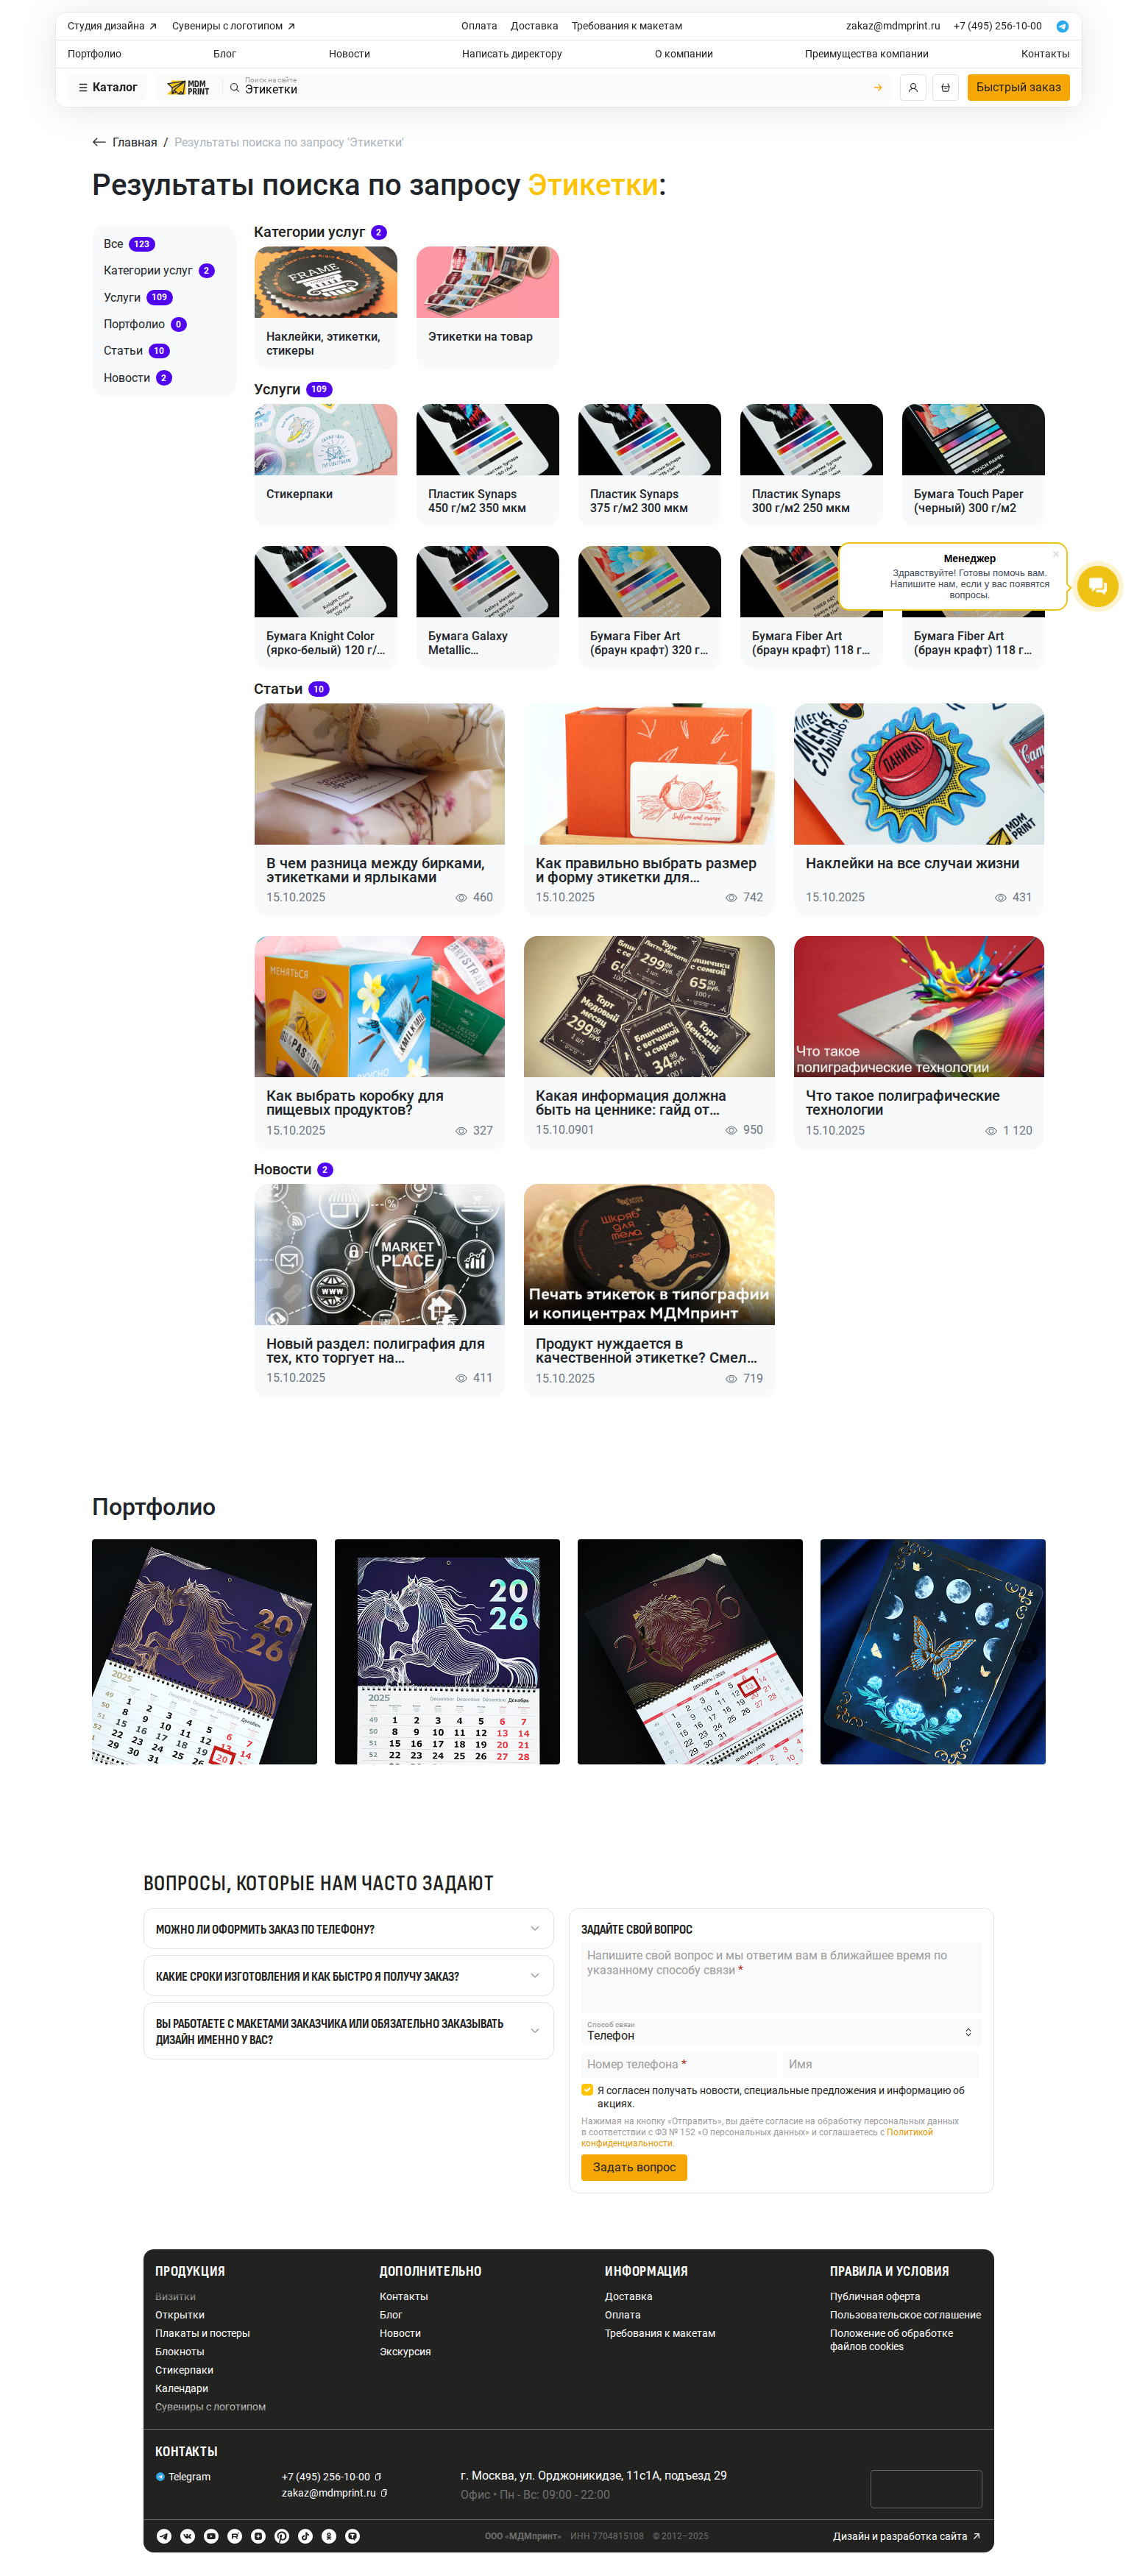 Студия дизайна
Сувениры с логотипом
Оплата
Доставка
Требования к макетам
zakaz@mdmprint.ru
+7 (495) 256-10-00
Портфолио
Блог
Новости
Написать директору
О компании
Преимущества компании
Контакты
Каталог
MDM PRINT
Поиск на сайте
Этикетки
Быстрый заказ
Главная / Результаты поиска по запросу 'Этикетки'
Результаты поиска по запросу Этикетки:
Все 123
Категории услуг 2
Услуги 109
Портфолио 0
Статьи 10
Новости 2
Категории услуг 2
FRAME
Наклейки, этикетки,
стикеры
Этикетки на товар
Услуги 109
Стикерпаки
Пластик Synaps
450 г/м2 350 мкм
Пластик Synaps
375 г/м2 300 мкм
Пластик Synaps
300 г/м2 250 мкм
Бумага Touch Paper
(черный) 300 г/м2
Менеджер
Здравствуйте! Готовы помочь вам.
Напишите нам, если у вас появятся
вопросы.
Бумага Knight Color
(ярко-белый) 120 г/...
Бумага Galaxy
Metallic...
Бумага Fiber Art
(браун крафт) 320 г...
Бумага Fiber Art
(браун крафт) 118 г...
Бумага Fiber Art
(браун крафт) 118 г...
Статьи 10
Saffron and orange
ПАНИКА!
MDM
PRINT
В чем разница между бирками,
этикетками и ярлыками
15.10.2025
460
Как правильно выбрать размер
и форму этикетки для...
15.10.2025
742
Наклейки на все случаи жизни
15.10.2025
431
МЕНЯТЬСЯ
Что такое
полиграфические технологии
Как выбрать коробку для
пищевых продуктов?
15.10.2025
327
Какая информация должна
быть на ценнике: гайд от...
15.10.0901
950
Что такое полиграфические
технологии
15.10.2025
1 120
Новости 2
MARKET
PLACE
WWW
Шкряб
для
тела
Печать этикеток в типографии
и копицентрах МДМпринт
Новый раздел: полиграфия для
тех, кто торгует на...
15.10.2025
411
Продукт нуждается в
качественной этикетке? Смел...
15.10.2025
719
Портфолио
2026
2025
2026
2025
2026
ВОПРОСЫ, КОТОРЫЕ НАМ ЧАСТО ЗАДАЮТ
МОЖНО ЛИ ОФОРМИТЬ ЗАКАЗ ПО ТЕЛЕФОНУ?
КАКИЕ СРОКИ ИЗГОТОВЛЕНИЯ И КАК БЫСТРО Я ПОЛУЧУ ЗАКАЗ?
ВЫ РАБОТАЕТЕ С МАКЕТАМИ ЗАКАЗЧИКА ИЛИ ОБЯЗАТЕЛЬНО ЗАКАЗЫВАТЬ
ДИЗАЙН ИМЕННО У ВАС?
ЗАДАЙТЕ СВОЙ ВОПРОС
Напишите свой вопрос и мы ответим вам в ближайшее время по
указанному способу связи *
Способ связи
Телефон
Номер телефона *
Имя
Я согласен получать новости, специальные предложения и информацию об
акциях.
Нажимая на кнопку «Отправить», вы даёте согласие на обработку персональных данных
в соответствии с ФЗ № 152 «О персональных данных» и соглашаетесь с Политикой
конфиденциальности.
Задать вопрос
ПРОДУКЦИЯ
Визитки
Открытки
Плакаты и постеры
Блокноты
Стикерпаки
Календари
Сувениры с логотипом
ДОПОЛНИТЕЛЬНО
Контакты
Блог
Новости
Экскурсия
ИНФОРМАЦИЯ
Доставка
Оплата
Требования к макетам
ПРАВИЛА И УСЛОВИЯ
Публичная оферта
Пользовательское соглашение
Положение об обработке
файлов cookies
КОНТАКТЫ
Telegram
+7 (495) 256-10-00
zakaz@mdmprint.ru
г. Москва, ул. Орджоникидзе, 11с1А, подъезд 29
Офис • Пн - Вс: 09:00 - 22:00
ООО «МДМпринт» ИНН 7704815108 © 2012–2025
Дизайн и разработка сайта